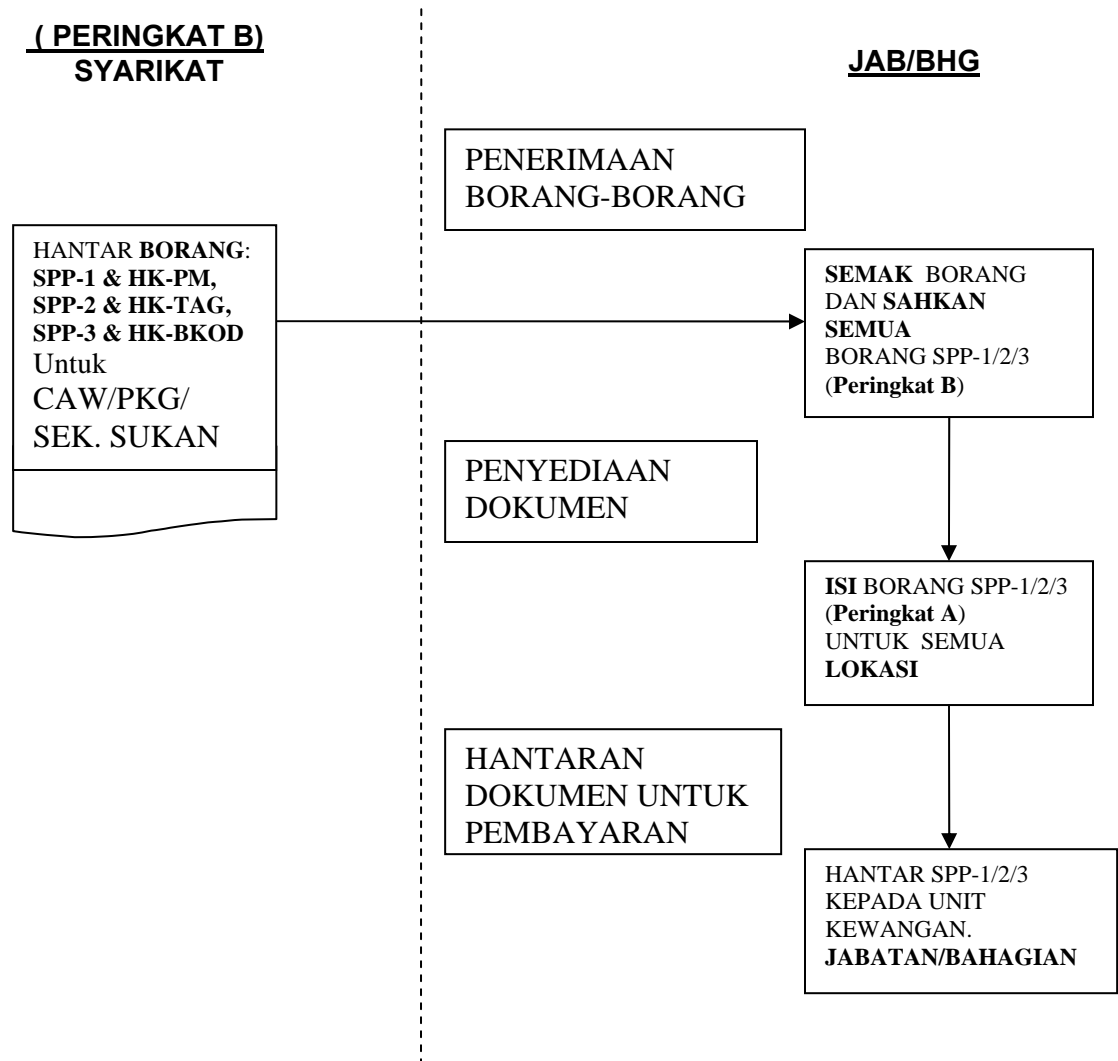 ( PERINGKAT B)
SYARIKAT
JAB/BHG
PENERIMAAN
BORANG-BORANG
HANTAR BORANG:
SPP-1 & HK-PM,
SPP-2 & HK-TAG,
SPP-3 & HK-BKOD
Untuk
CAW/PKG/
SEK. SUKAN
SEMAK BORANG
DAN SAHKAN
SEMUA
BORANG SPP-1/2/3
(Peringkat B)
PENYEDIAAN
DOKUMEN
ISI BORANG SPP-1/2/3
(Peringkat A)
UNTUK SEMUA
LOKASI
HANTARAN
DOKUMEN UNTUK
PEMBAYARAN
HANTAR SPP-1/2/3
KEPADA UNIT
KEWANGAN.
JABATAN/BAHAGIAN